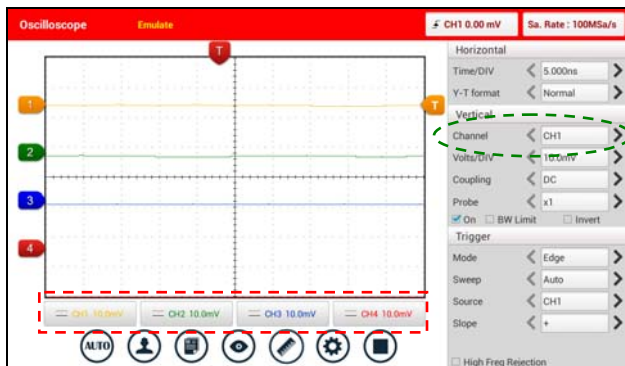 Oscilloscope Emulate CH1 0.00 mV Sa. Rate : 100MSa/s
T
Horizontal
Time/DIV 5.000ns
Y-T format Normal
1 T
Vertical
Channel CH1
2
Volts/DIV 10.0mV
Coupling DC
3
Probe x1
On BW Limit Invert
Trigger
4
Mode Edge
Sweep Auto
Source CH1
CH1 10.0mV CH2 10.0mV CH3 10.0mV CH4 10.0mV
Slope +
AUTO
High Freq Rejection